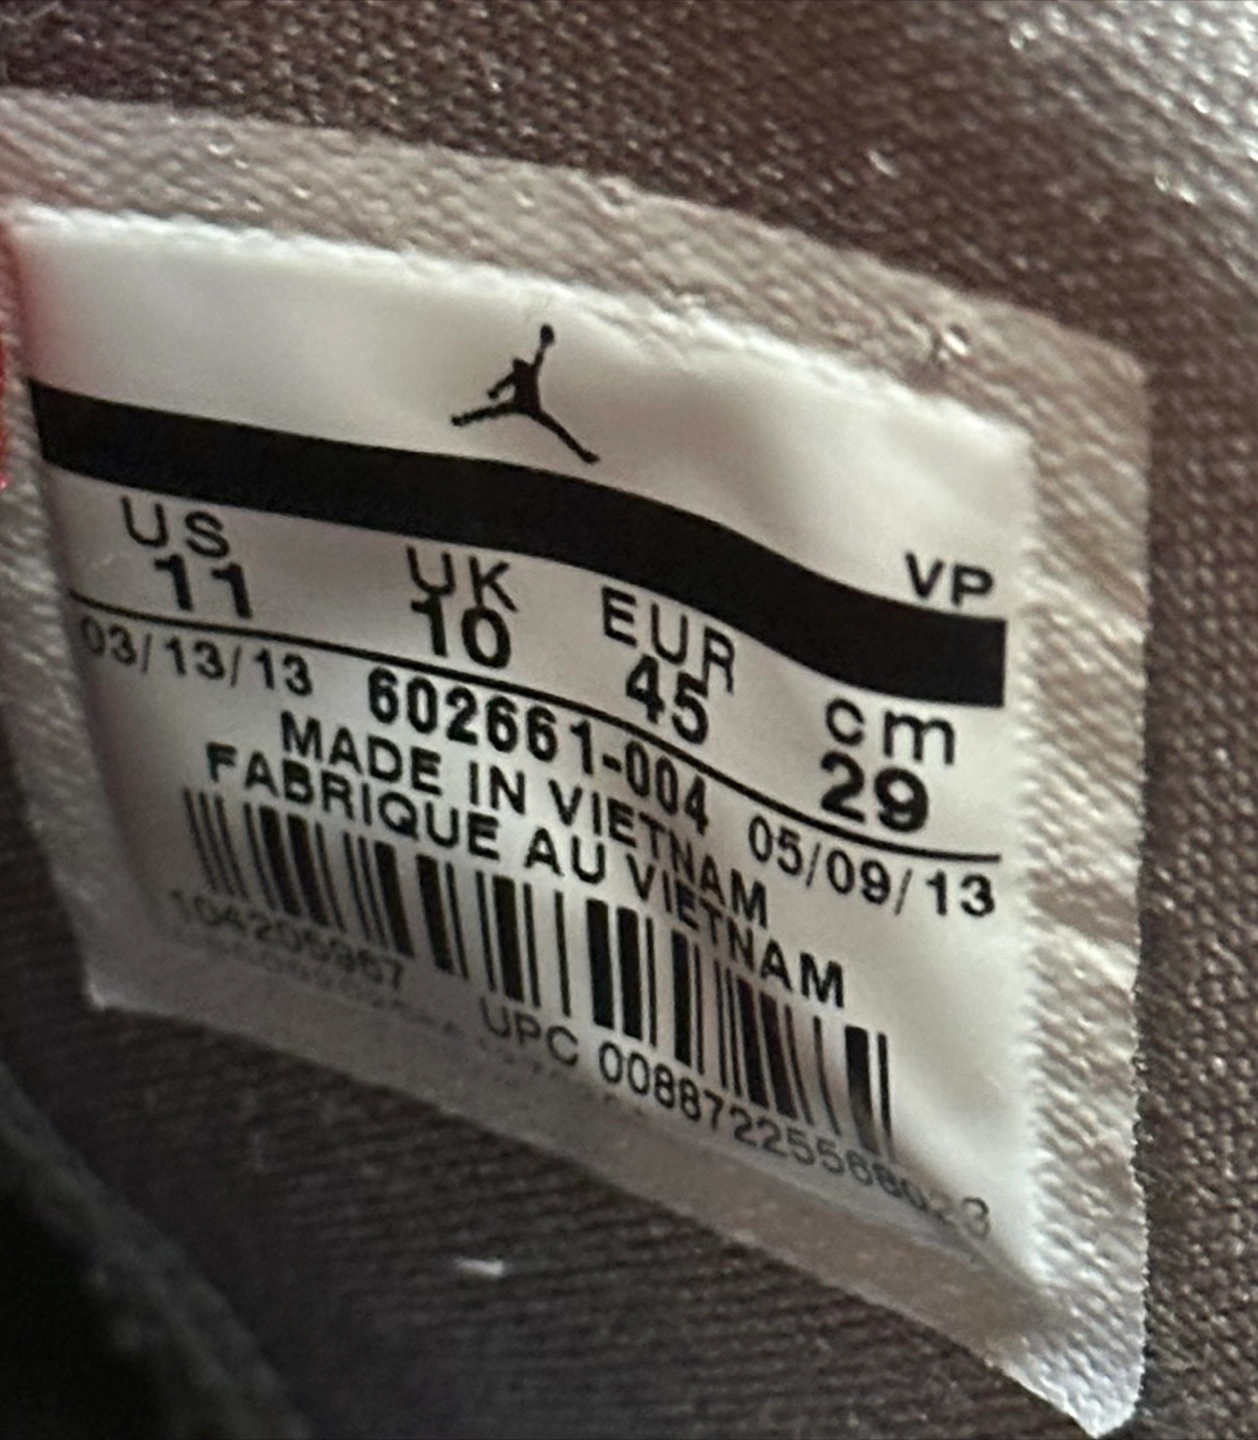 VP
US UK EUR cm
11 10 45 29
03/13/13 602661-004 05/09/13
MADE IN VIETNAM
FABRIQUE AU VIETNAM
104205967
UPC